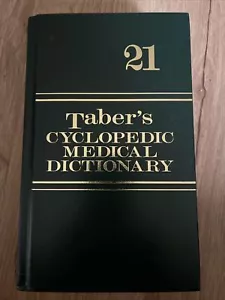 21
Taber's
CYCLOPEDIC
MEDICAL
DICTIONARY